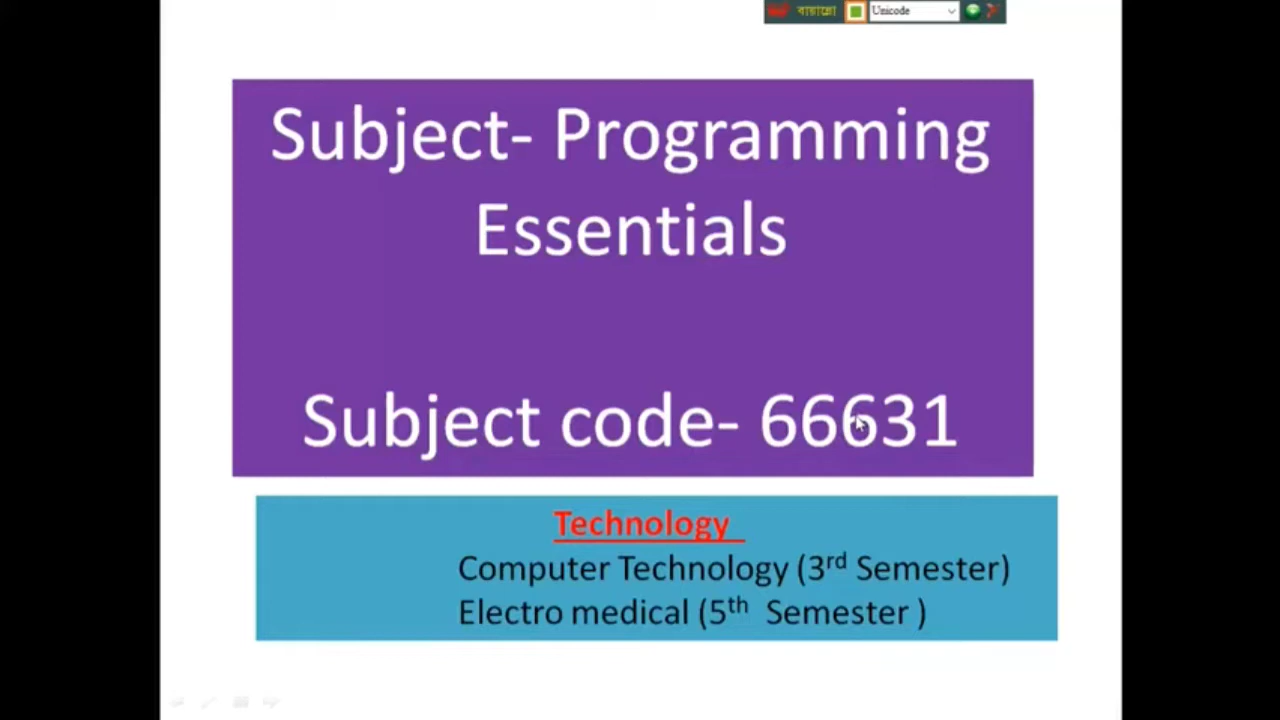 বায়ান্নো Unicode
Subject- Programming
Essentials
Subject code- 66631
Technology
Computer Technology (3rd Semester)
Electro medical (5th Semester )